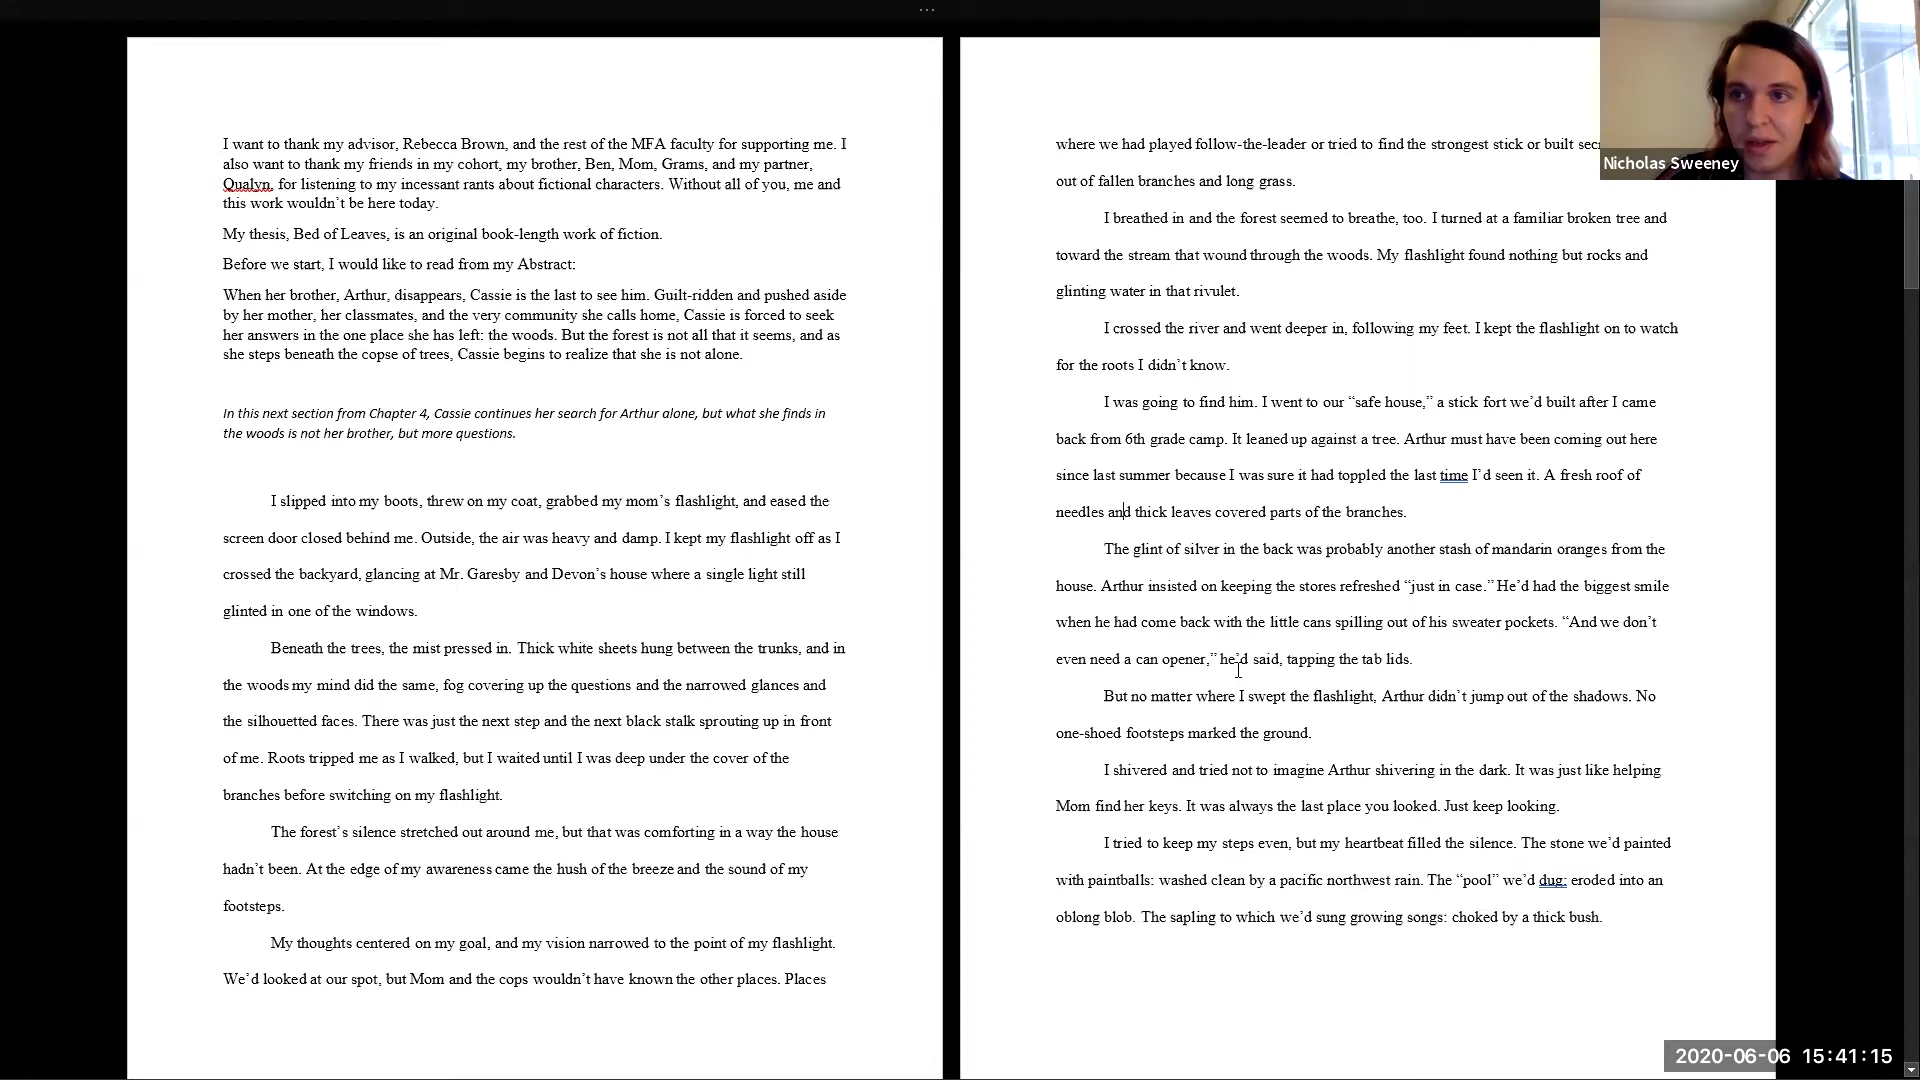 I want to thank my advisor, Rebecca Brown, and the rest of the MFA faculty for supporting me. I
also want to thank my friends in my cohort, my brother, Ben, Mom, Grams, and my partner,
Qualyn, for listening to my incessant rants about fictional characters. Without all of you, me and
this work wouldn’t be here today.
My thesis, Bed of Leaves, is an original book-length work of fiction.
Before we start, I would like to read from my Abstract:
When her brother, Arthur, disappears, Cassie is the last to see him. Guilt-ridden and pushed aside
by her mother, her classmates, and the very community she calls home, Cassie is forced to seek
her answers in the one place she has left: the woods. But the forest is not all that it seems, and as
she steps beneath the copse of trees, Cassie begins to realize that she is not alone.
In this next section from Chapter 4, Cassie continues her search for Arthur alone, but what she finds in
the woods is not her brother, but more questions.
I slipped into my boots, threw on my coat, grabbed my mom’s flashlight, and eased the
screen door closed behind me. Outside, the air was heavy and damp. I kept my flashlight off as I
crossed the backyard, glancing at Mr. Garesby and Devon’s house where a single light still
glinted in one of the windows.
Beneath the trees, the mist pressed in. Thick white sheets hung between the trunks, and in
the woods my mind did the same, fog covering up the questions and the narrowed glances and
the silhouetted faces. There was just the next step and the next black stalk sprouting up in front
of me. Roots tripped me as I walked, but I waited until I was deep under the cover of the
branches before switching on my flashlight.
The forest’s silence stretched out around me, but that was comforting in a way the house
hadn’t been. At the edge of my awareness came the hush of the breeze and the sound of my
footsteps.
My thoughts centered on my goal, and my vision narrowed to the point of my flashlight.
We’d looked at our spot, but Mom and the cops wouldn’t have known the other places. Places
where we had played follow-the-leader or tried to find the strongest stick or built
out of fallen branches and long grass.
I breathed in and the forest seemed to breathe, too. I turned at a familiar broken tree and
toward the stream that wound through the woods. My flashlight found nothing but rocks and
glinting water in that rivulet.
I crossed the river and went deeper in, following my feet. I kept the flashlight on to watch
for the roots I didn’t know.
I was going to find him. I went to our “safe house,” a stick fort we’d built after I came
back from 6th grade camp. It leaned up against a tree. Arthur must have been coming out here
since last summer because I was sure it had toppled the last time I’d seen it. A fresh roof of
needles and thick leaves covered parts of the branches.
The glint of silver in the back was probably another stash of mandarin oranges from the
house. Arthur insisted on keeping the stores refreshed “just in case.” He’d had the biggest smile
when he had come back with the little cans spilling out of his sweater pockets. “And we don’t
even need a can opener,” he’d said, tapping the tab lids.
But no matter where I swept the flashlight, Arthur didn’t jump out of the shadows. No
one-shoed footsteps marked the ground.
I shivered and tried not to imagine Arthur shivering in the dark. It was just like helping
Mom find her keys. It was always the last place you looked. Just keep looking.
I tried to keep my steps even, but my heartbeat filled the silence. The stone we’d painted
with paintballs: washed clean by a pacific northwest rain. The “pool” we’d dug: eroded into an
oblong blob. The sapling to which we’d sung growing songs: choked by a thick bush.
Nicholas Sweeney
2020-06-06 15:41:15